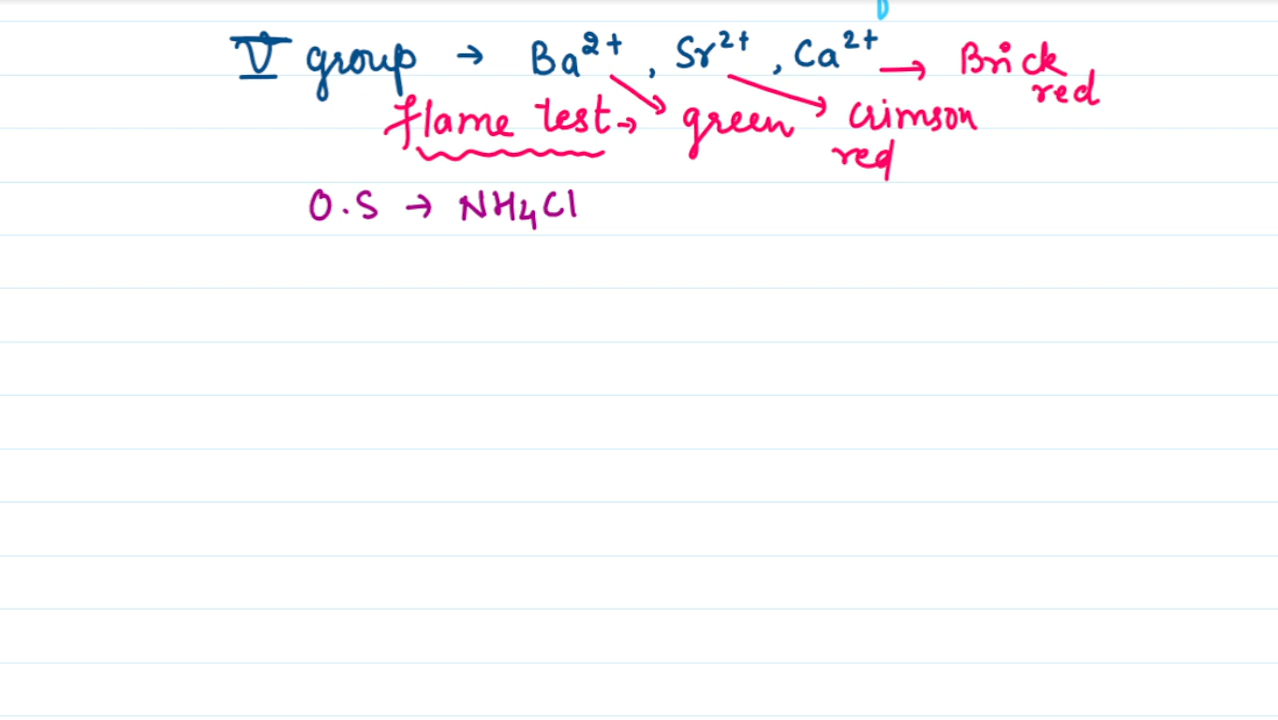 V group → Ba²⁺, Sr²⁺, Ca²⁺ → Brick red
flame test → green crimson red
O.S → NH₄Cl